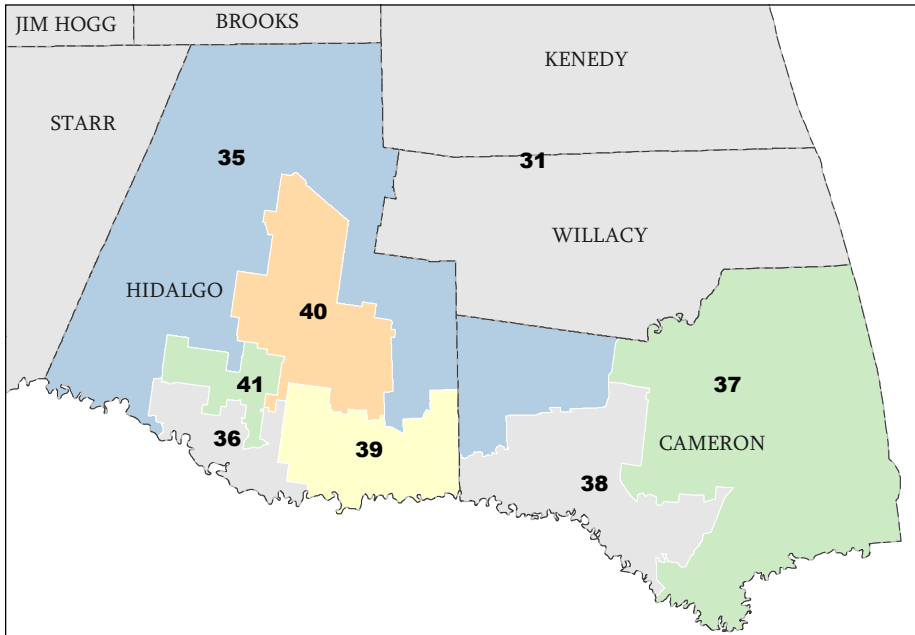 JIM HOGG
BROOKS
KENEDY
STARR
35
31
WILLACY
HIDALGO
40
41
37
36
39
CAMERON
38